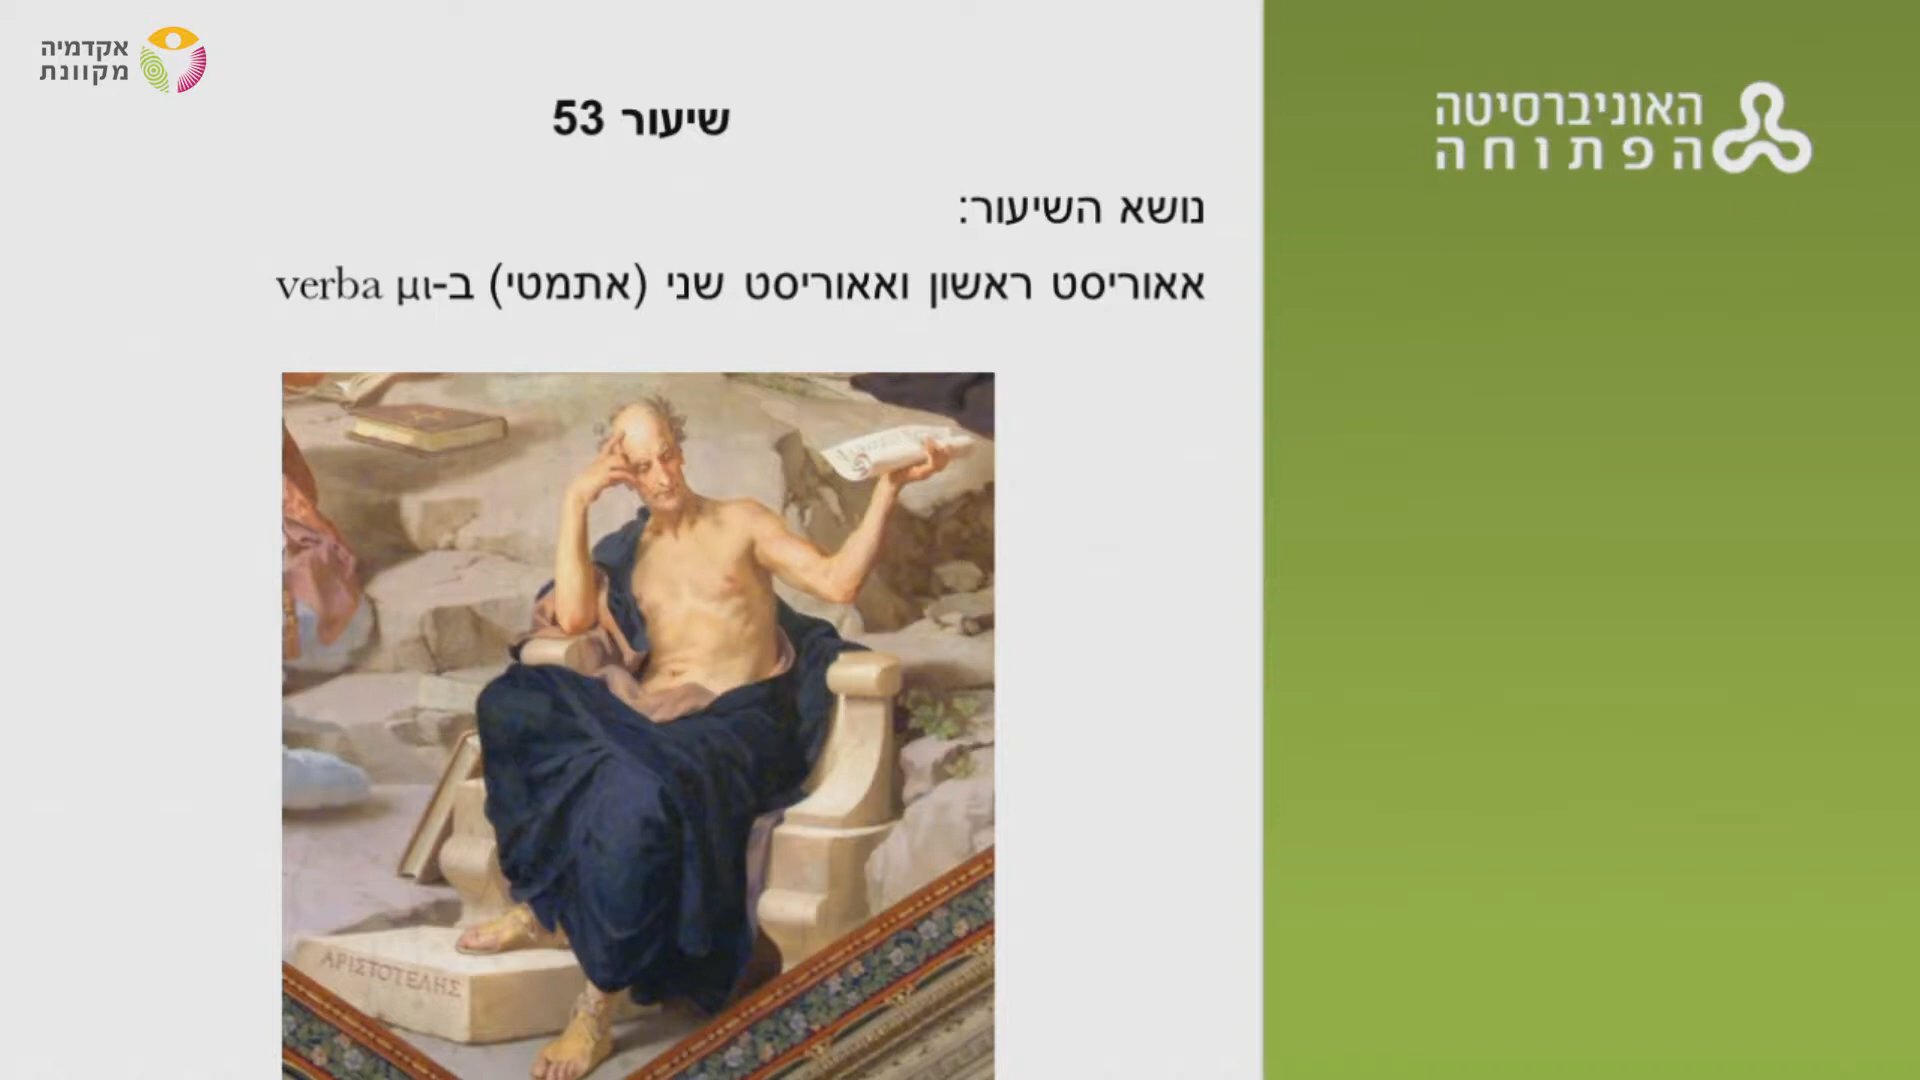 אקדמיה
מקוונת
האוניברסיטה
הפתוחה
שיעור 53
נושא השיעור:
אאוריסט ראשון ואאוריסט שני (אתמטי) ב-verba μι
ΑΡΙΣΤΟΤΕΛΗΣ